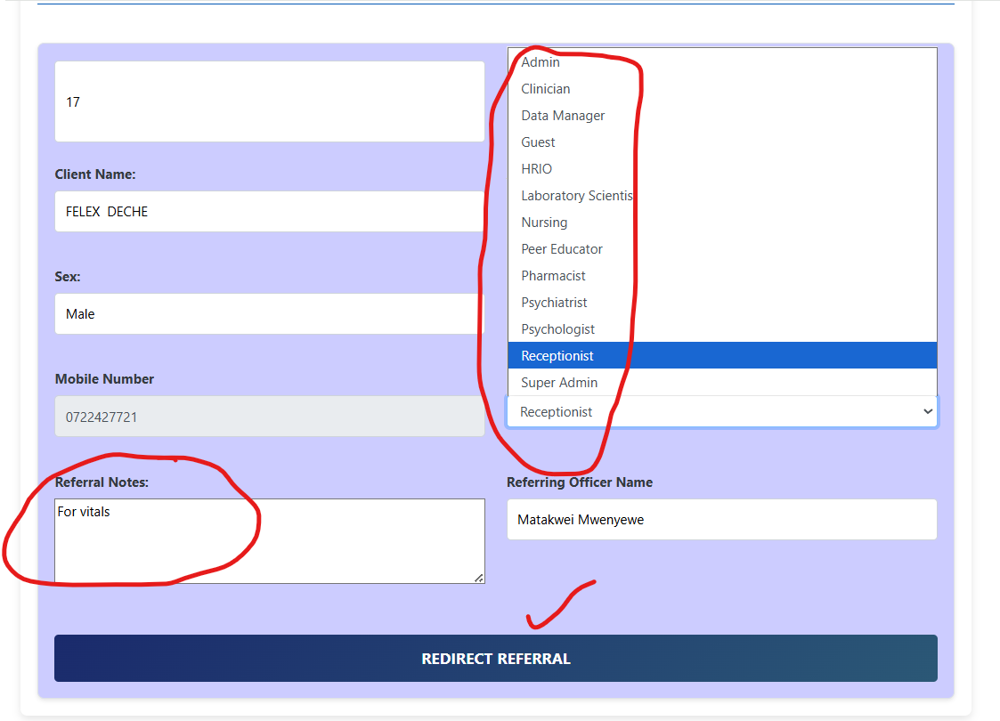 17
Client Name:
FELEX  DECHE
Sex:
Male
Mobile Number
0722427721
Referral Notes:
For vitals
Admin
Clinician
Data Manager
Guest
HRIO
Laboratory Scientis
Nursing
Peer Educator
Pharmacist
Psychiatrist
Psychologist
Receptionist
Super Admin
Receptionist
Referring Officer Name
Matakwei Mwenyewe
REDIRECT REFERRAL